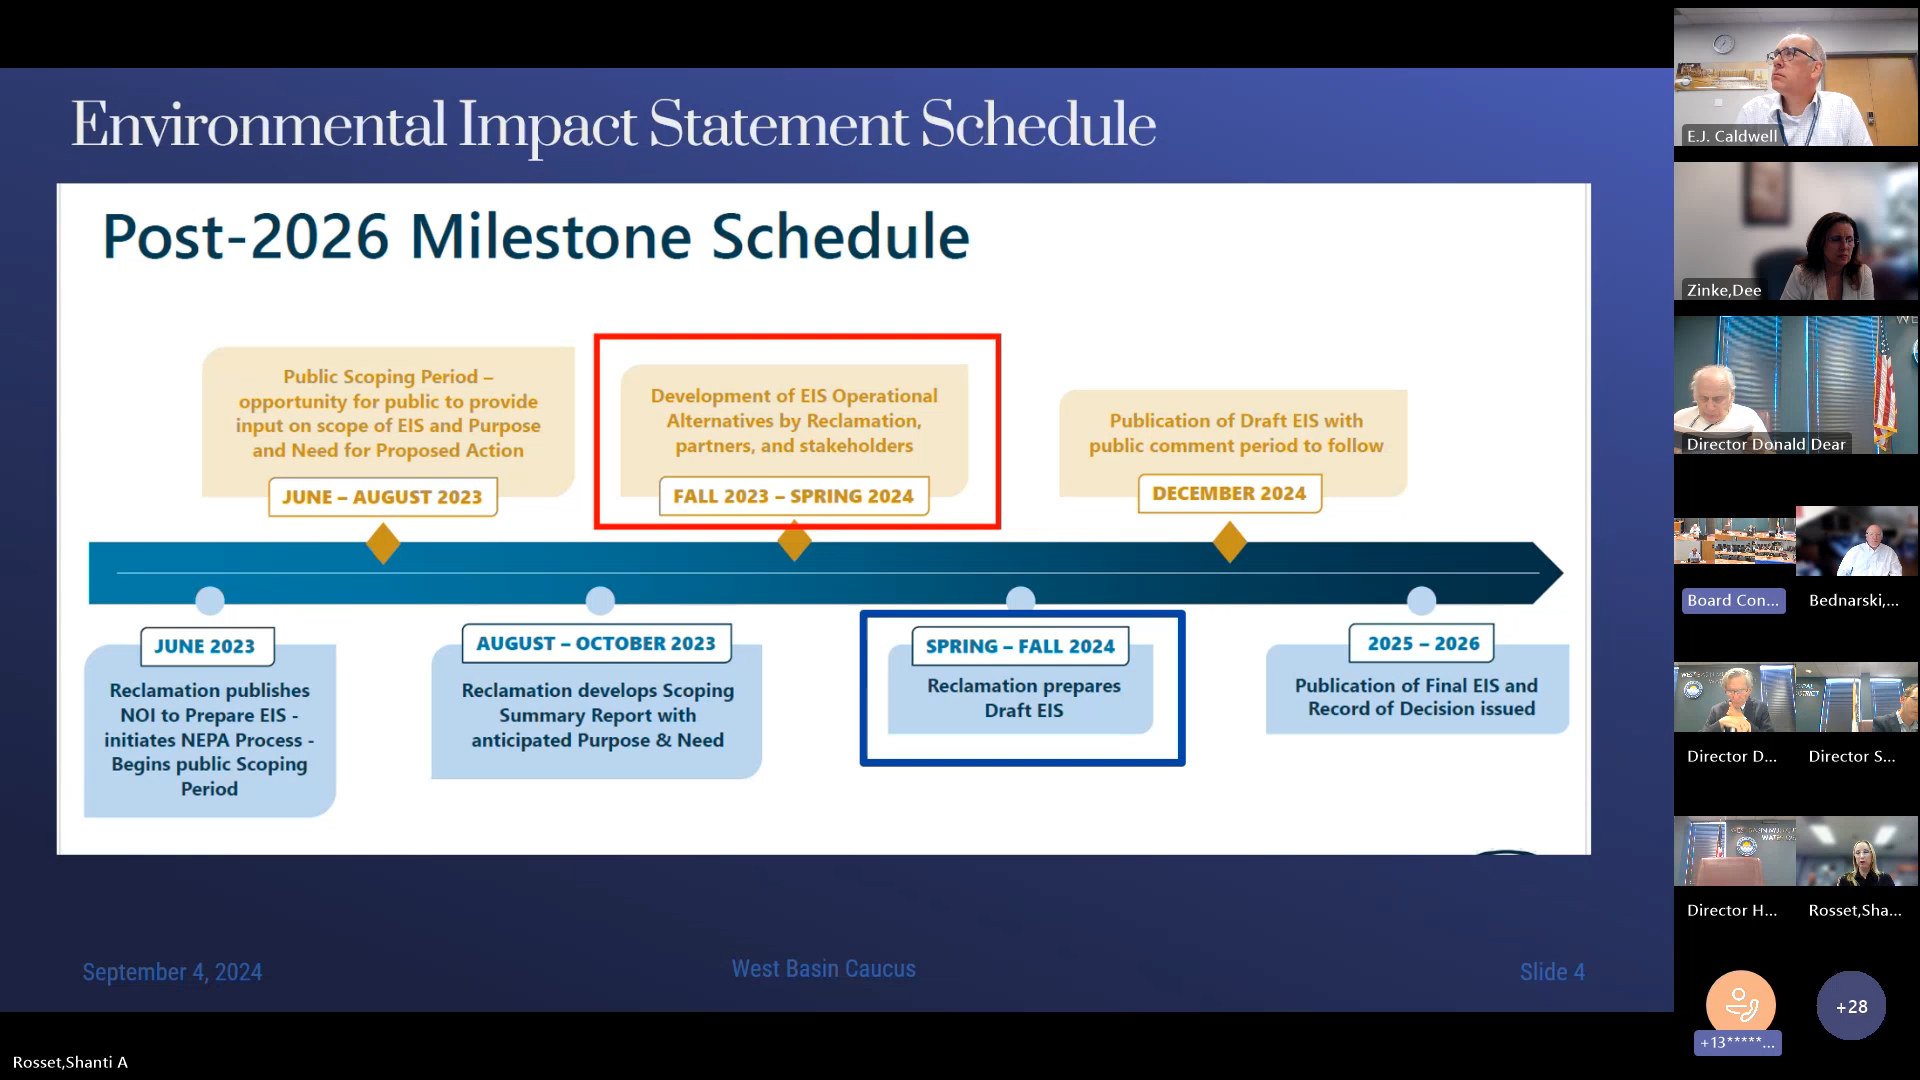 Environmental Impact Statement Schedule
Post-2026 Milestone Schedule
Public Scoping Period –
opportunity for public to provide
input on scope of EIS and Purpose
and Need for Proposed Action
JUNE – AUGUST 2023
Development of EIS Operational
Alternatives by Reclamation,
partners, and stakeholders
FALL 2023 – SPRING 2024
Publication of Draft EIS with
public comment period to follow
DECEMBER 2024
JUNE 2023
Reclamation publishes
NOI to Prepare EIS -
initiates NEPA Process -
Begins public Scoping
Period
AUGUST – OCTOBER 2023
Reclamation develops Scoping
Summary Report with
anticipated Purpose & Need
SPRING – FALL 2024
Reclamation prepares
Draft EIS
2025 – 2026
Publication of Final EIS and
Record of Decision issued
September 4, 2024
West Basin Caucus
Slide 4
Rosset,Shanti A
E.J. Caldwell
Zinke,Dee
Director Donald Dear
Board Con...
Bednarski,...
Director D...
Director S...
Director H...
Rosset,Sha...
+13*****...
+28